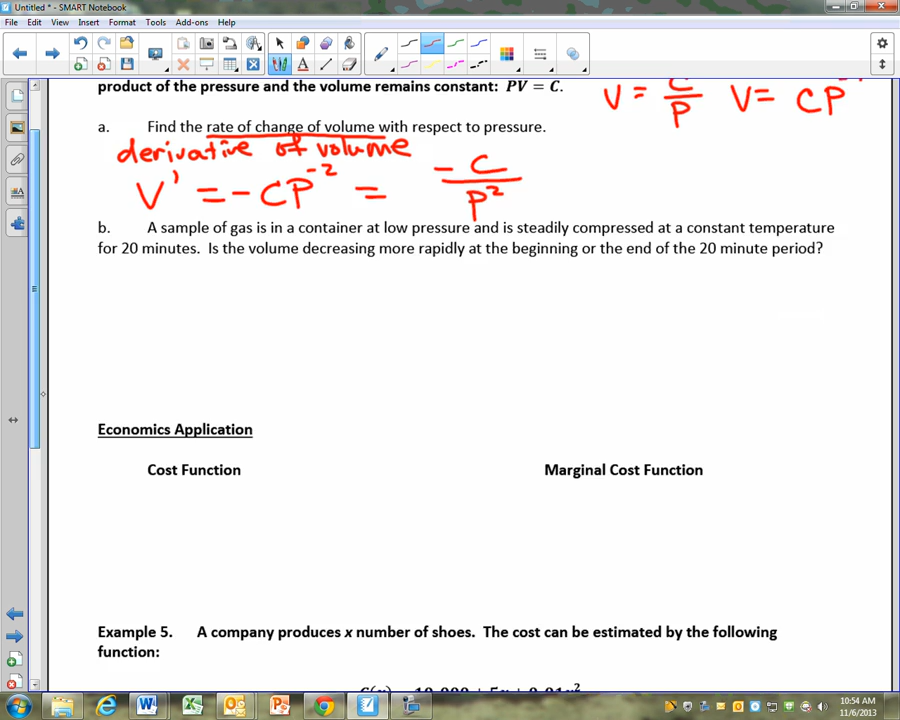 Untitled * - SMART Notebook
File Edit View Insert Format Tools Add-ons Help
product of the pressure and the volume remains constant: PV = C.
V = C/P V = CP
a. Find the rate of change of volume with respect to pressure.
derivative of volume
V' = -CP^-2 = -C/P^2
b. A sample of gas is in a container at low pressure and is steadily compressed at a constant temperature
for 20 minutes. Is the volume decreasing more rapidly at the beginning or the end of the 20 minute period?
Economics Application
Cost Function Marginal Cost Function
Example 5. A company produces x number of shoes. The cost can be estimated by the following
function:
10:54 AM
11/6/2013